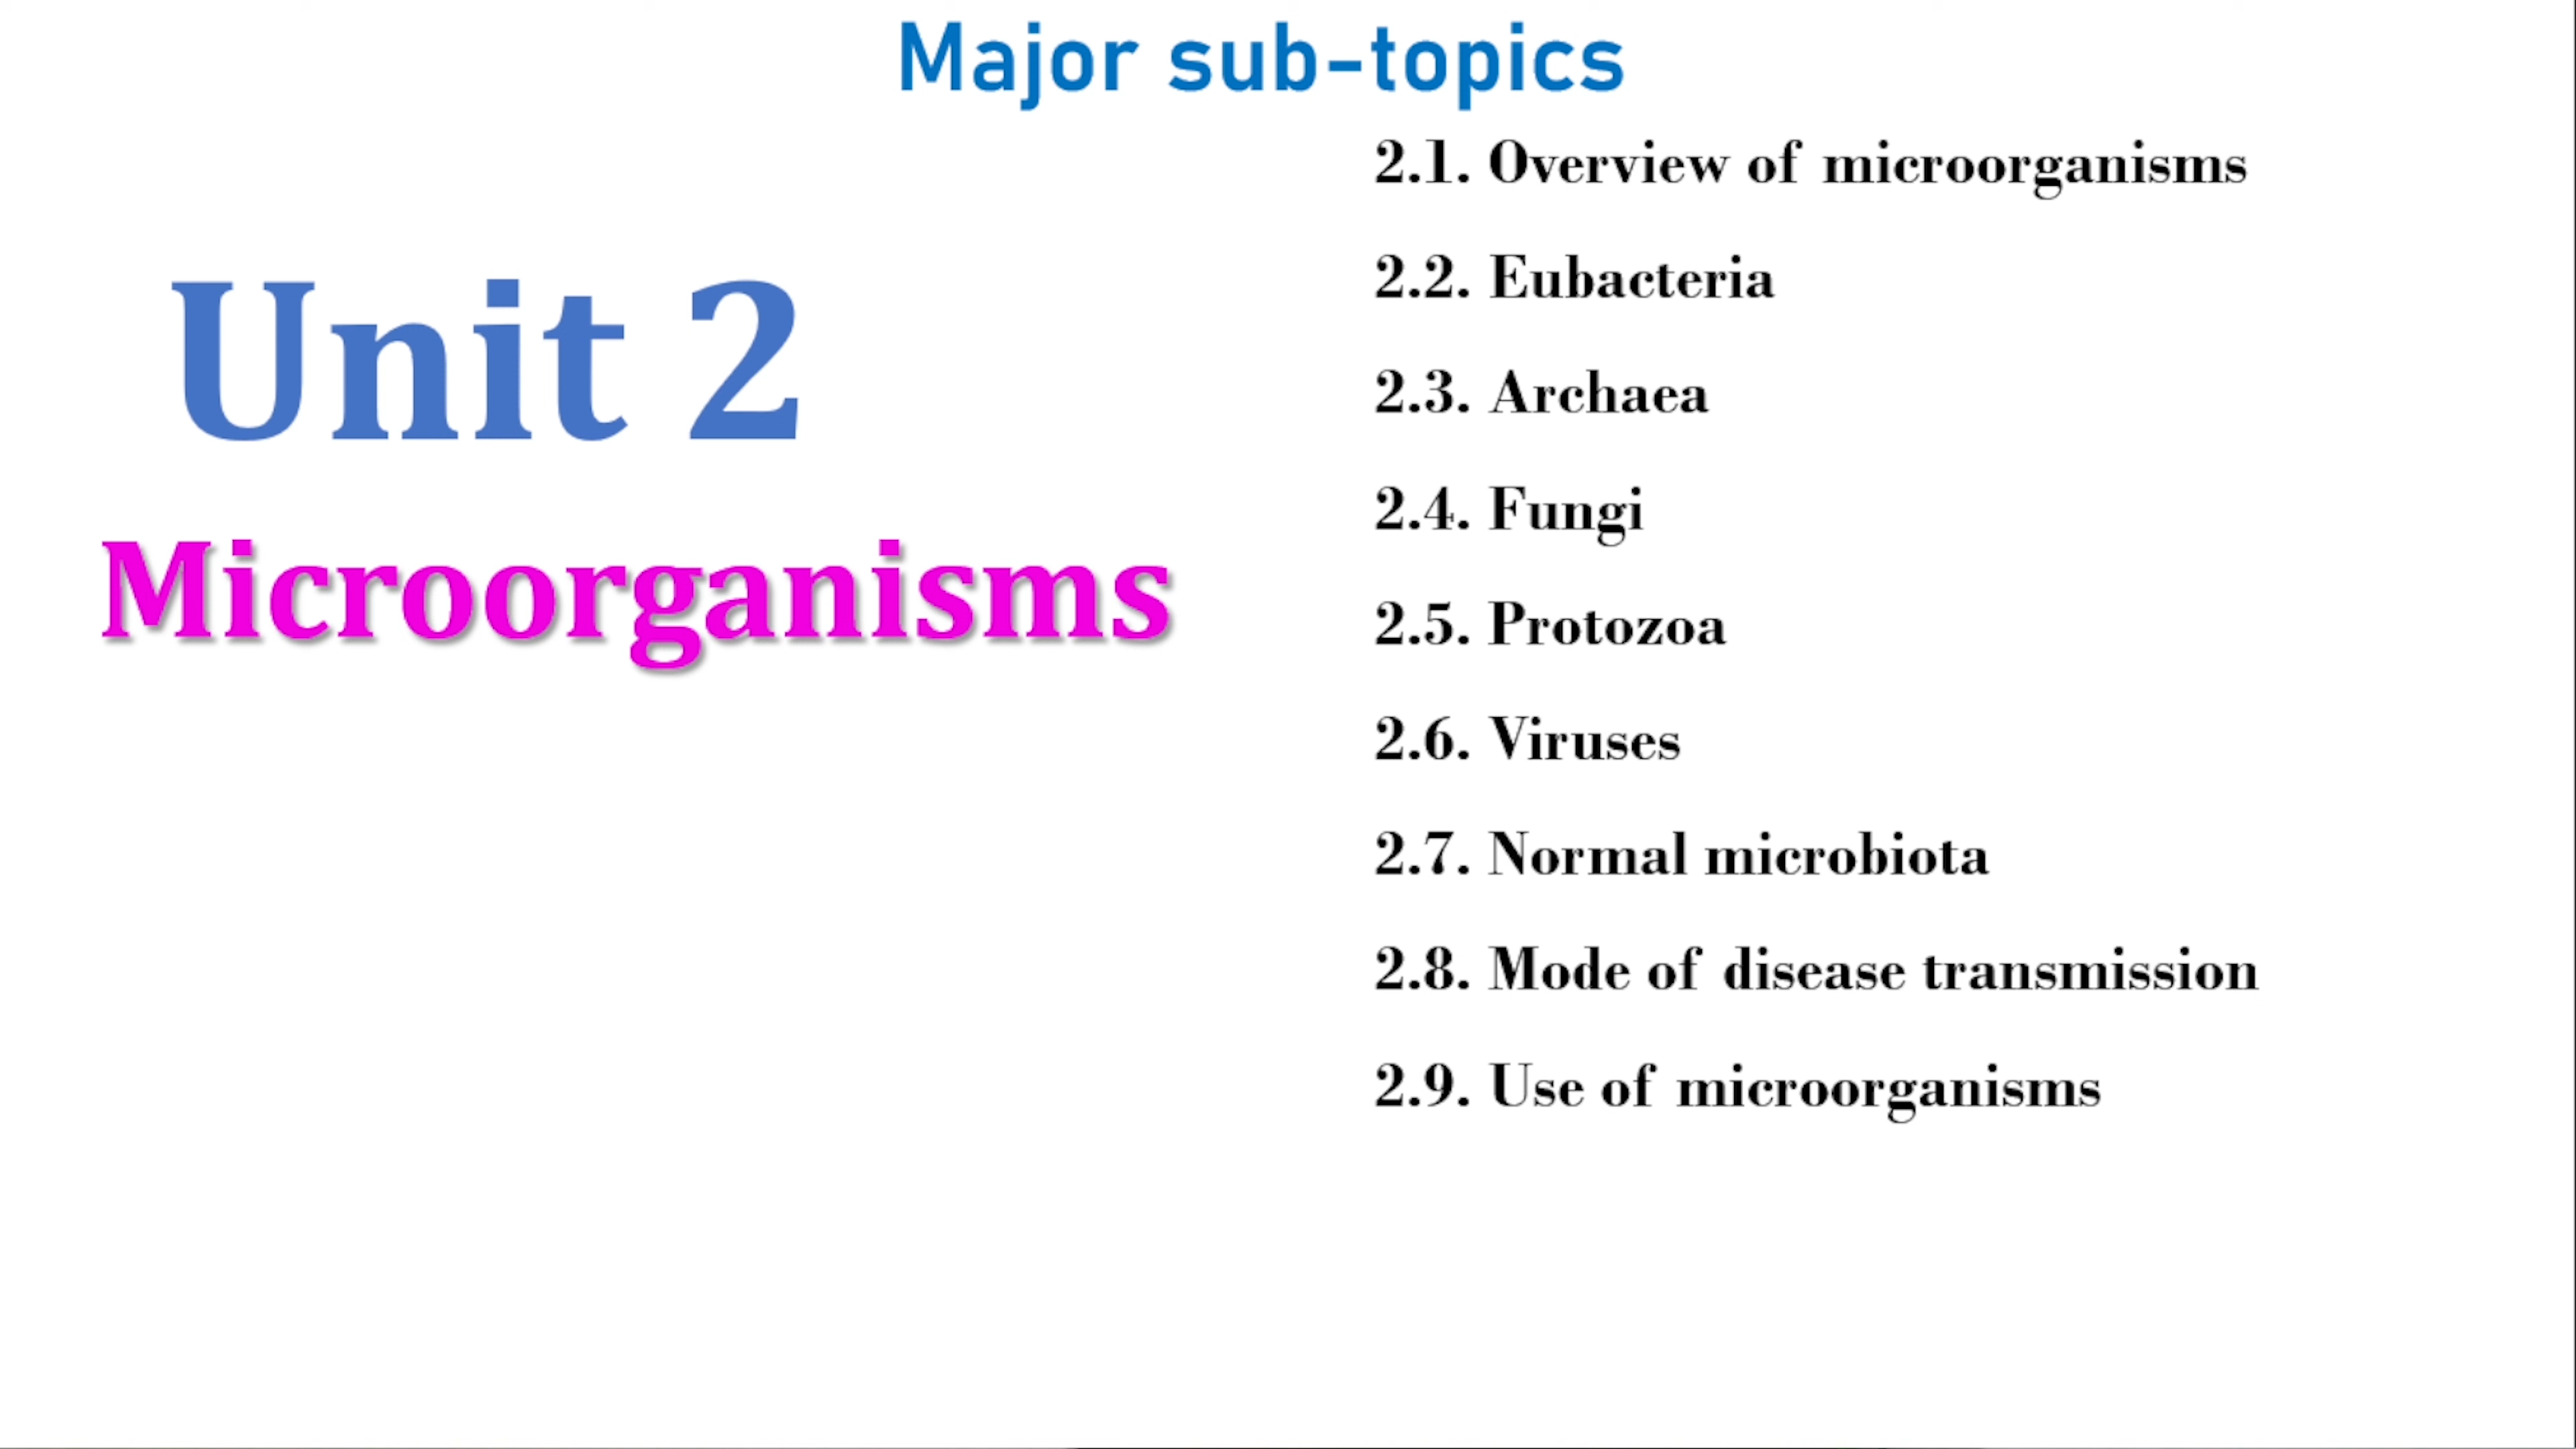 Major sub-topics
Unit 2
Microorganisms
2.1. Overview of microorganisms
2.2. Eubacteria
2.3. Archaea
2.4. Fungi
2.5. Protozoa
2.6. Viruses
2.7. Normal microbiota
2.8. Mode of disease transmission
2.9. Use of microorganisms